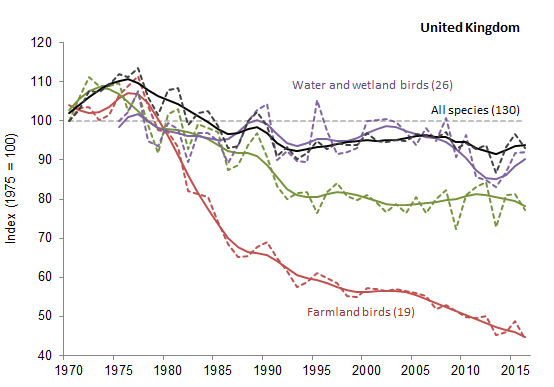 United Kingdom
120
110
100
90
80
70
60
50
40
Index (1975 = 100)
Water and wetland birds (26)
All species (130)
Farmland birds (19)
1970 1975 1980 1985 1990 1995 2000 2005 2010 2015